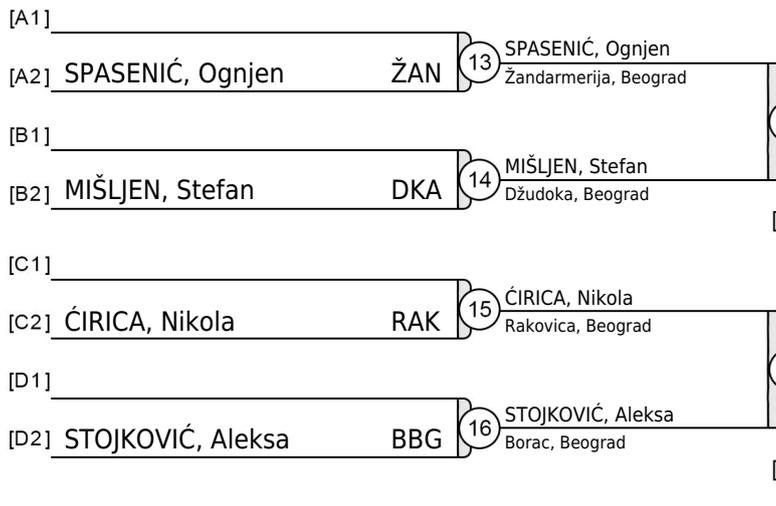 [A1]
[A2] SPASENIĆ, Ognjen ŽAN
13 SPASENIĆ, Ognjen
Žandarmerija, Beograd
[B1]
[B2] MIŠLJEN, Stefan DKA
14 MIŠLJEN, Stefan
Džudoka, Beograd
[C1]
[C2] ĆIRICA, Nikola RAK
15 ĆIRICA, Nikola
Rakovica, Beograd
[D1]
[D2] STOJKOVIĆ, Aleksa BBG
16 STOJKOVIĆ, Aleksa
Borac, Beograd